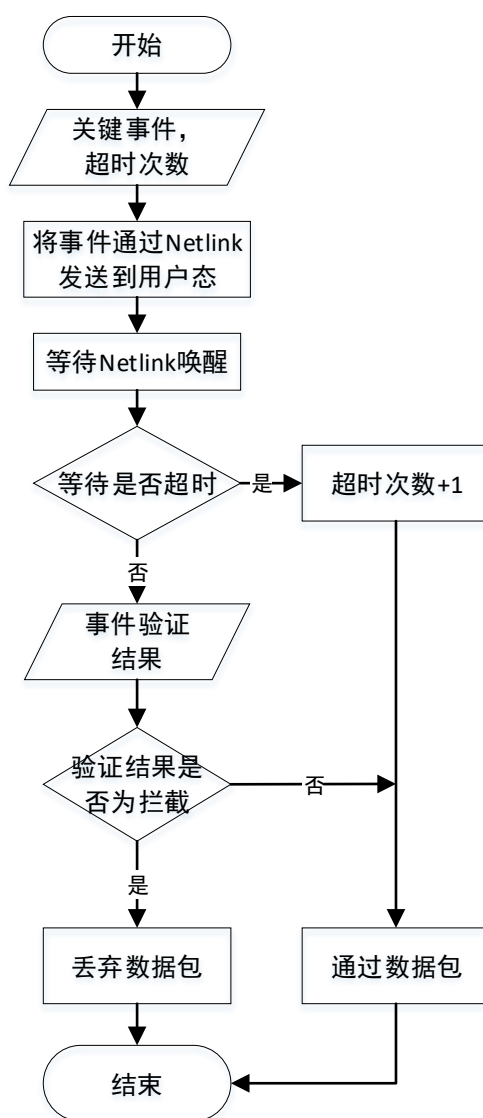 开始
关键事件，
超时次数
将事件通过Netlink
发送到用户态
等待Netlink唤醒
等待是否超时
是
超时次数+1
否
事件验证
结果
验证结果是
否为拦截
否
是
丢弃数据包
通过数据包
结束